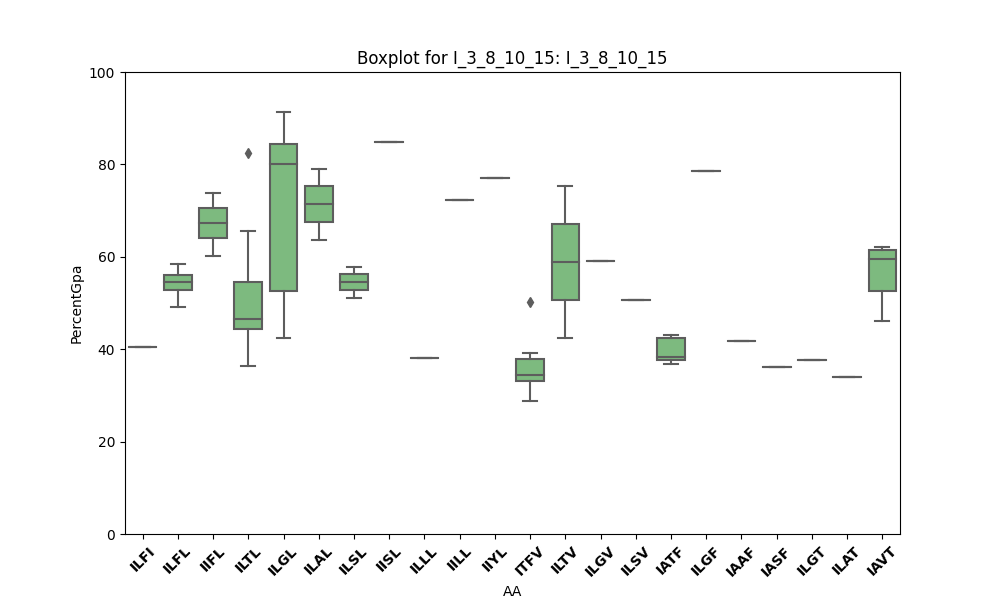 Boxplot for I_3_8_10_15: I_3_8_10_15
100
80
60
40
20
0
PercentGpa
ILFI ILFL IIFL ILTL ILGL ILAL ILSL IISL ILLL IILL IIYL ITFV ILTV ILGV ILSV IATF ILGF IAAF IASF ILGT ILAT IAVT
AA